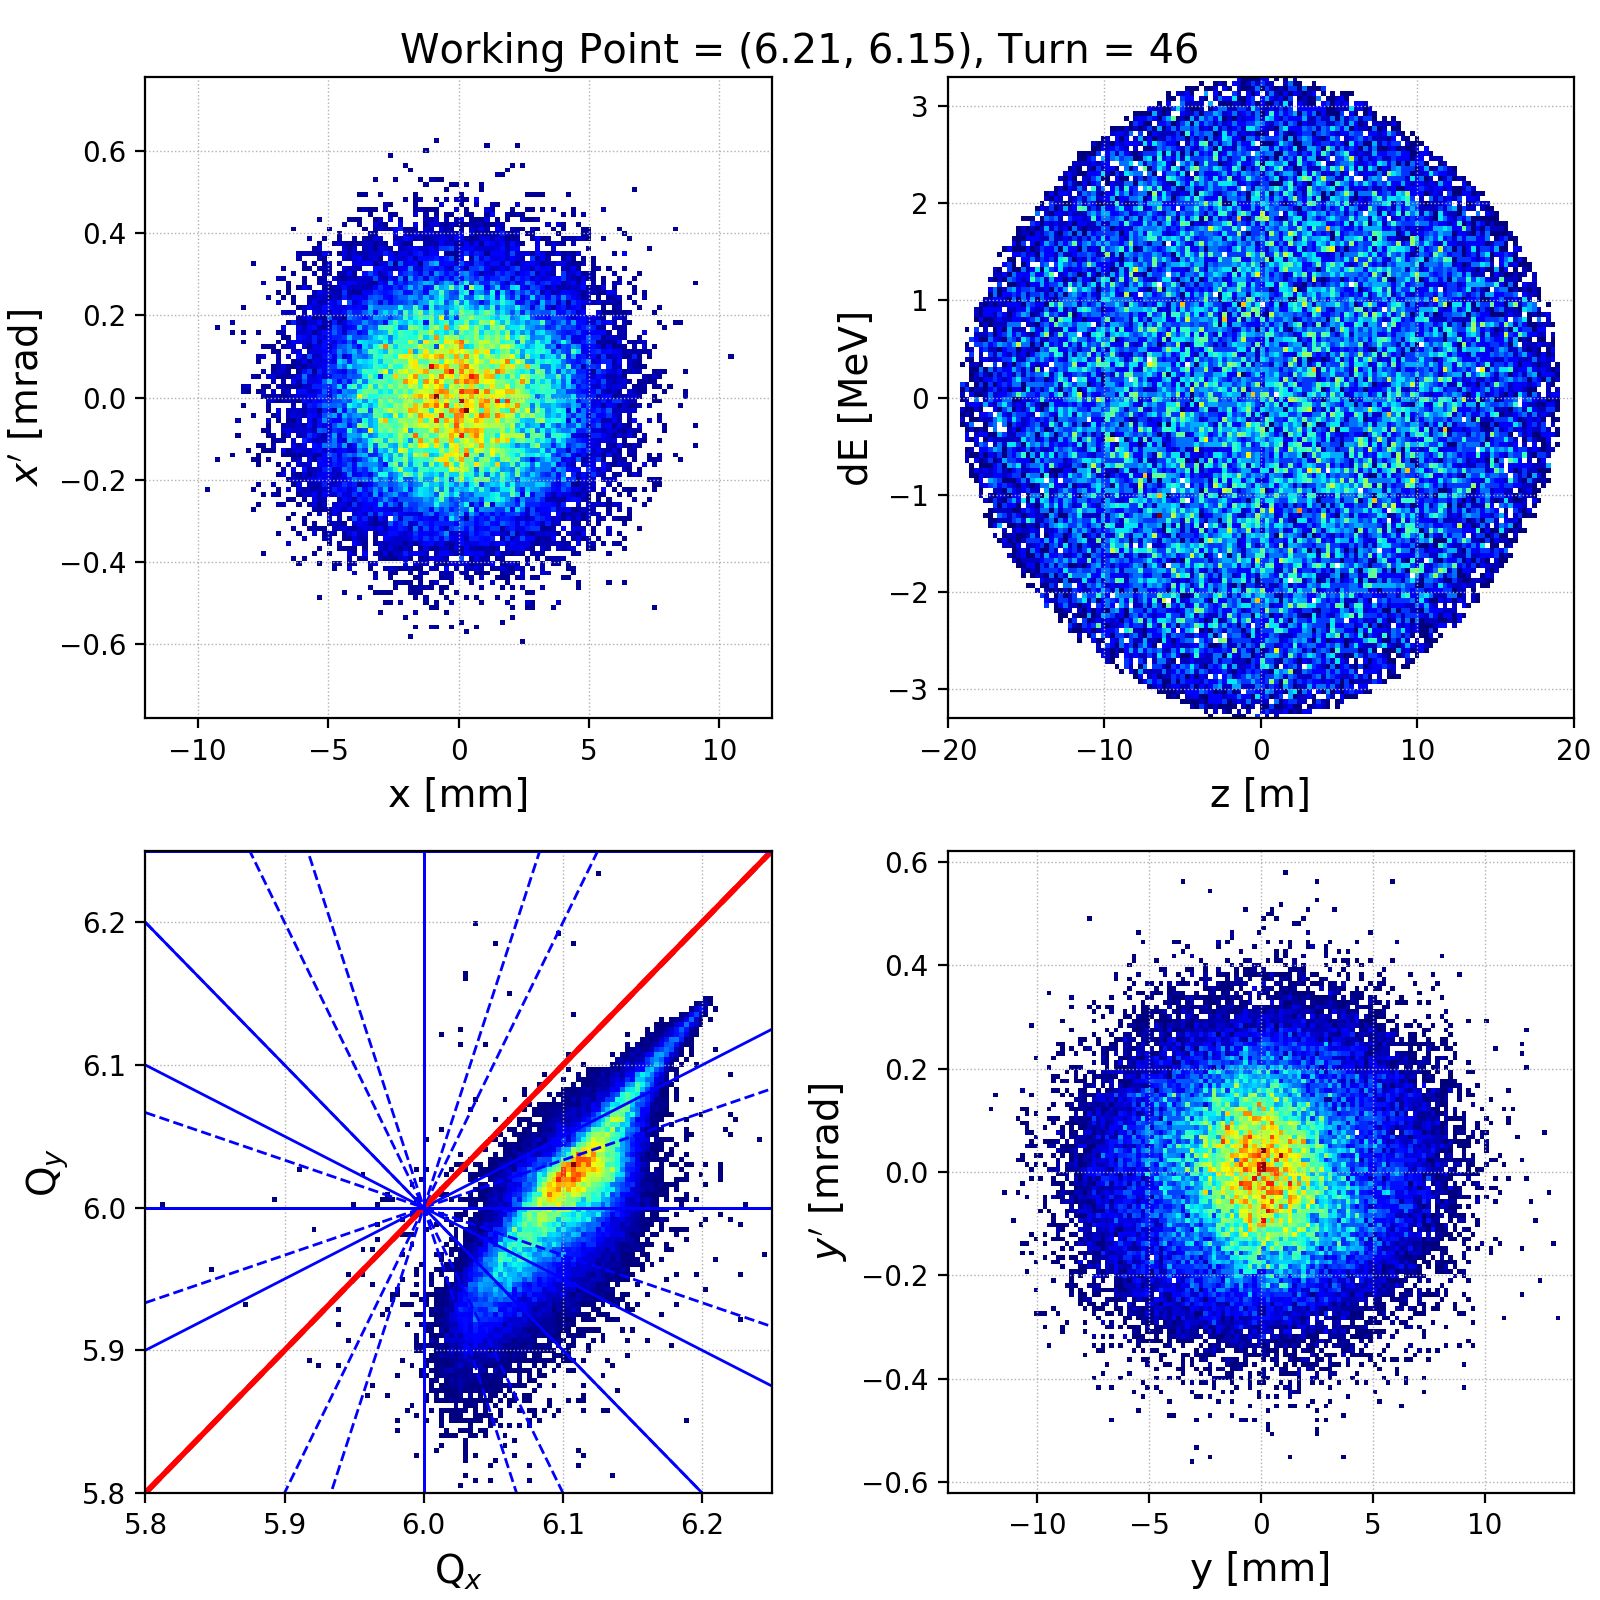 Working Point = (6.21, 6.15), Turn = 46
0.6
0.4
0.2
0.0
−0.2
−0.4
−0.6
x′ [mrad]
−10 −5 0 5 10
x [mm]
3
2
1
0
−1
−2
−3
dE [MeV]
−20 −10 0 10 20
z [m]
6.2
6.1
6.0
5.9
5.8
Qy
5.8 5.9 6.0 6.1 6.2
Qx
0.6
0.4
0.2
0.0
−0.2
−0.4
−0.6
y′ [mrad]
−10 −5 0 5 10
y [mm]